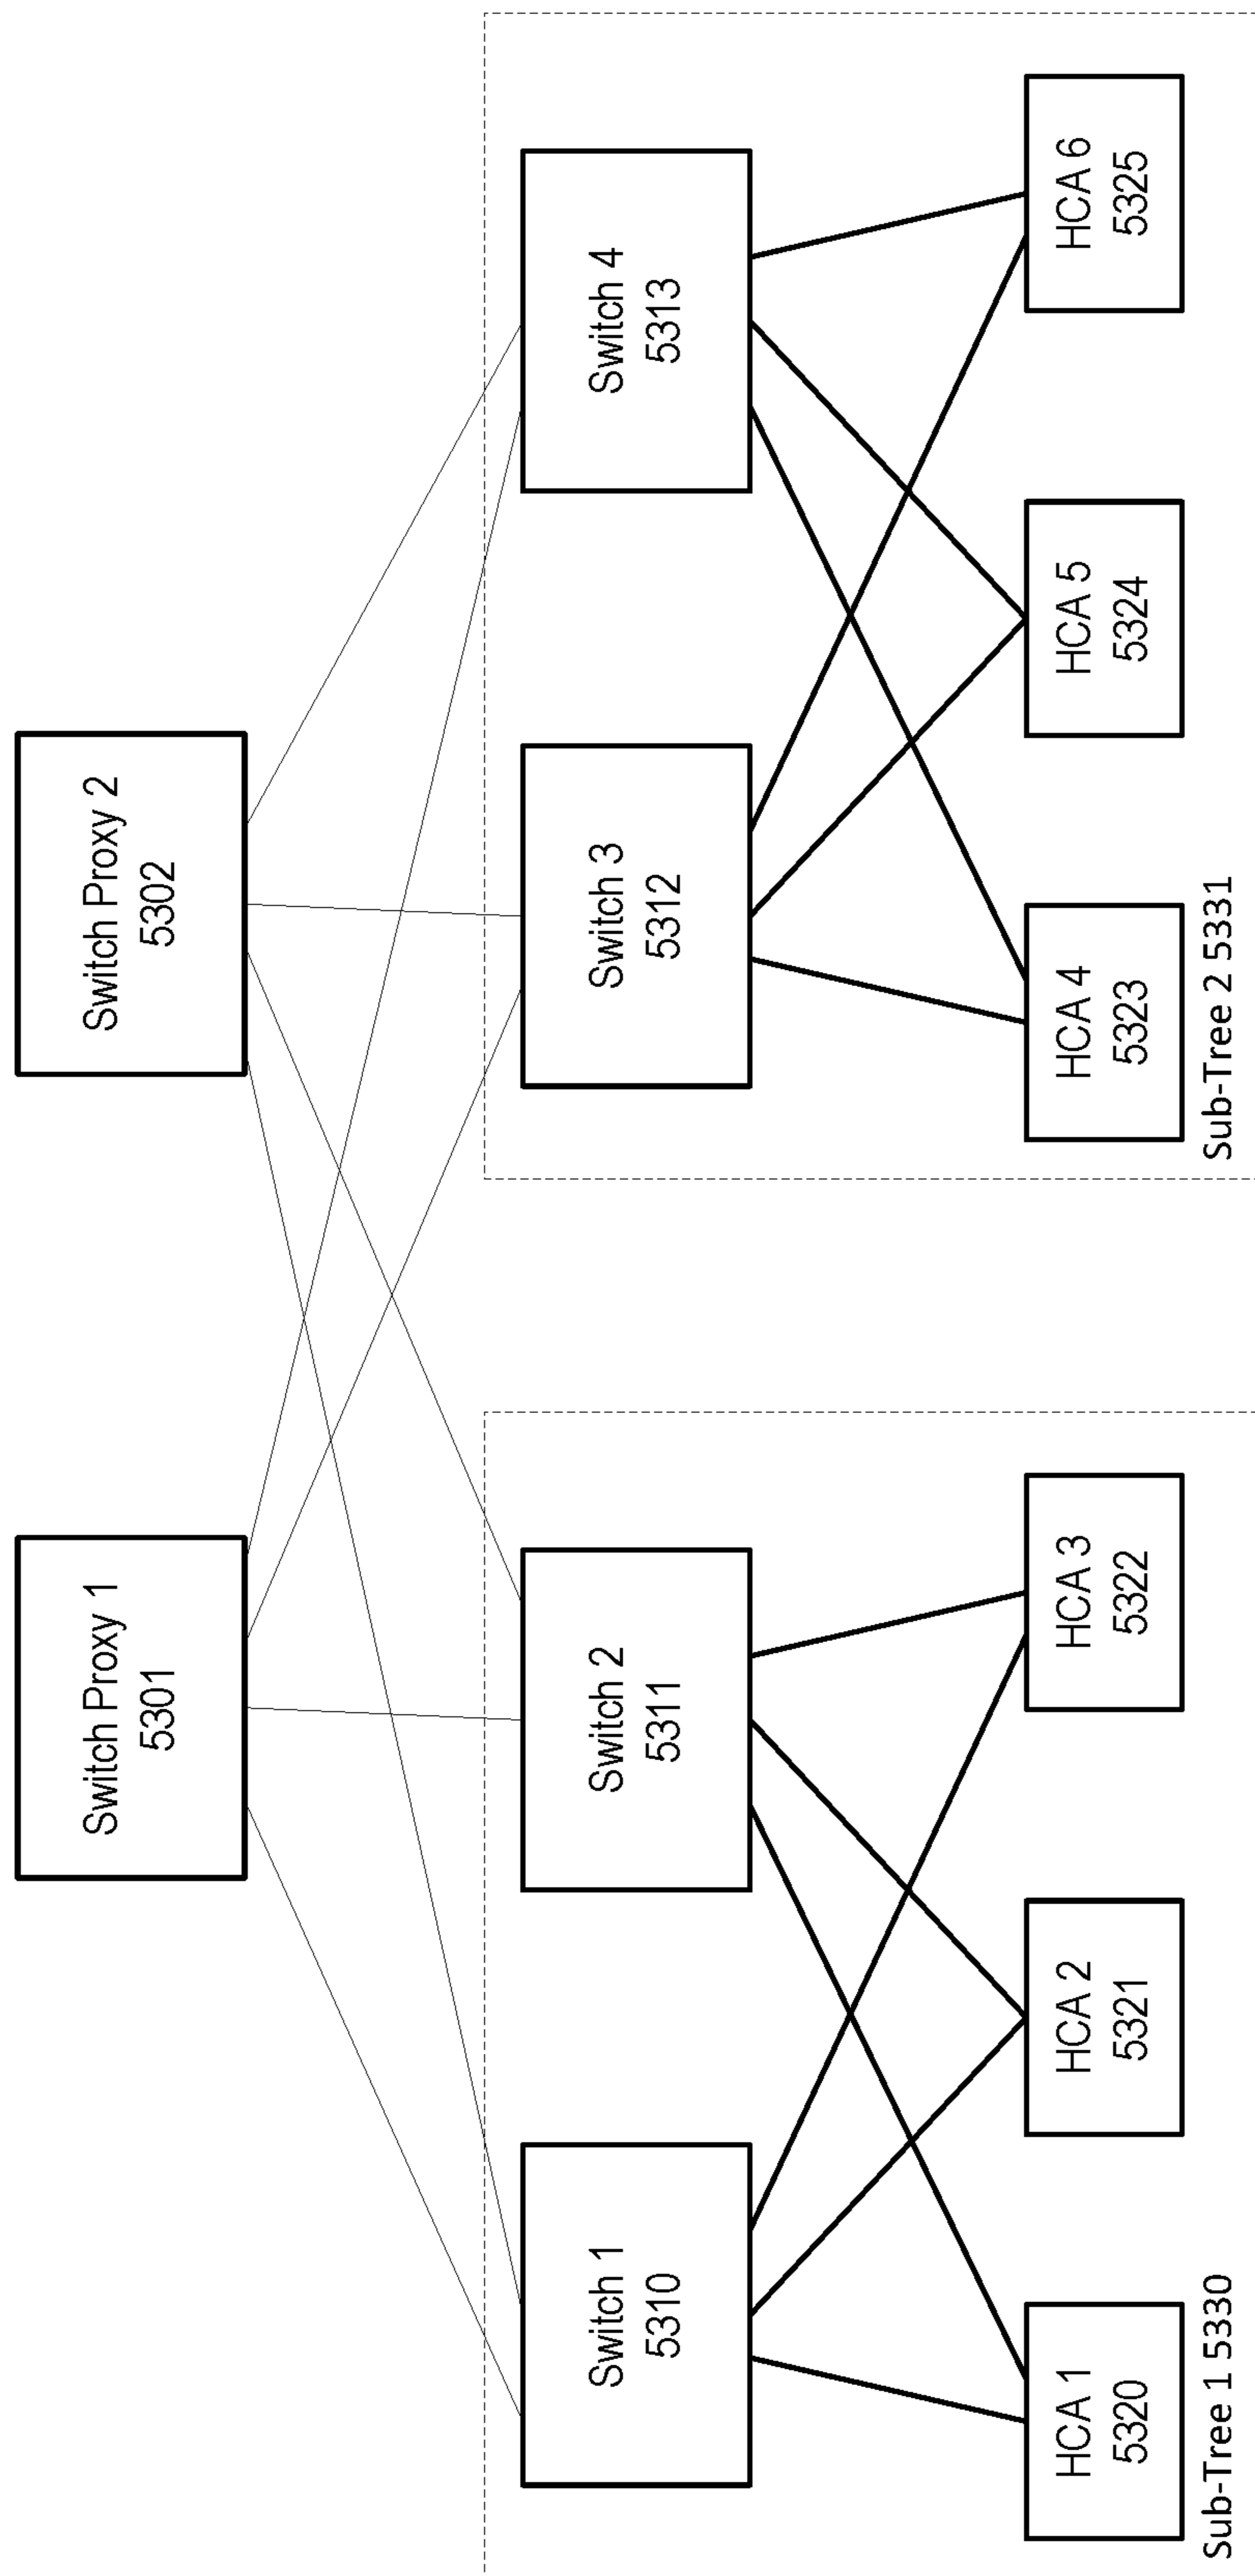 Switch Proxy 1
5301
Switch Proxy 2
5302
Switch 1
5310
Switch 2
5311
Switch 3
5312
Switch 4
5313
HCA 1
5320
HCA 2
5321
HCA 3
5322
HCA 4
5323
HCA 5
5324
HCA 6
5325
Sub-Tree 1 5330
Sub-Tree 2 5331